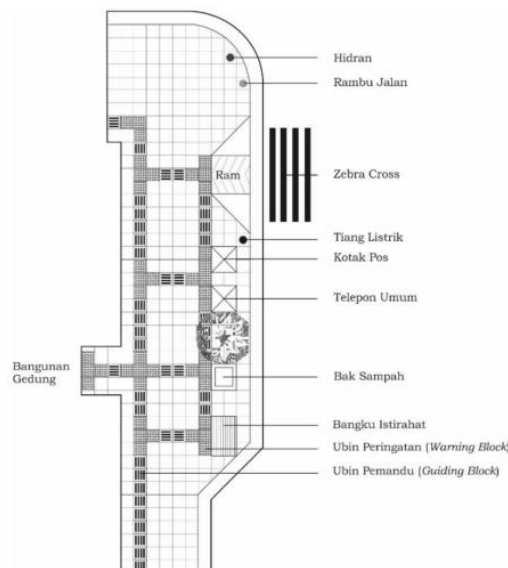 Hidran
Rambu Jalan
Ram
Zebra Cross
Tiang Listrik
Kotak Pos
Telepon Umum
Bangunan
Gedung
Bak Sampah
Bangku Istirahat
Ubin Peringatan (Warning Block)
Ubin Pemandu (Guiding Block)